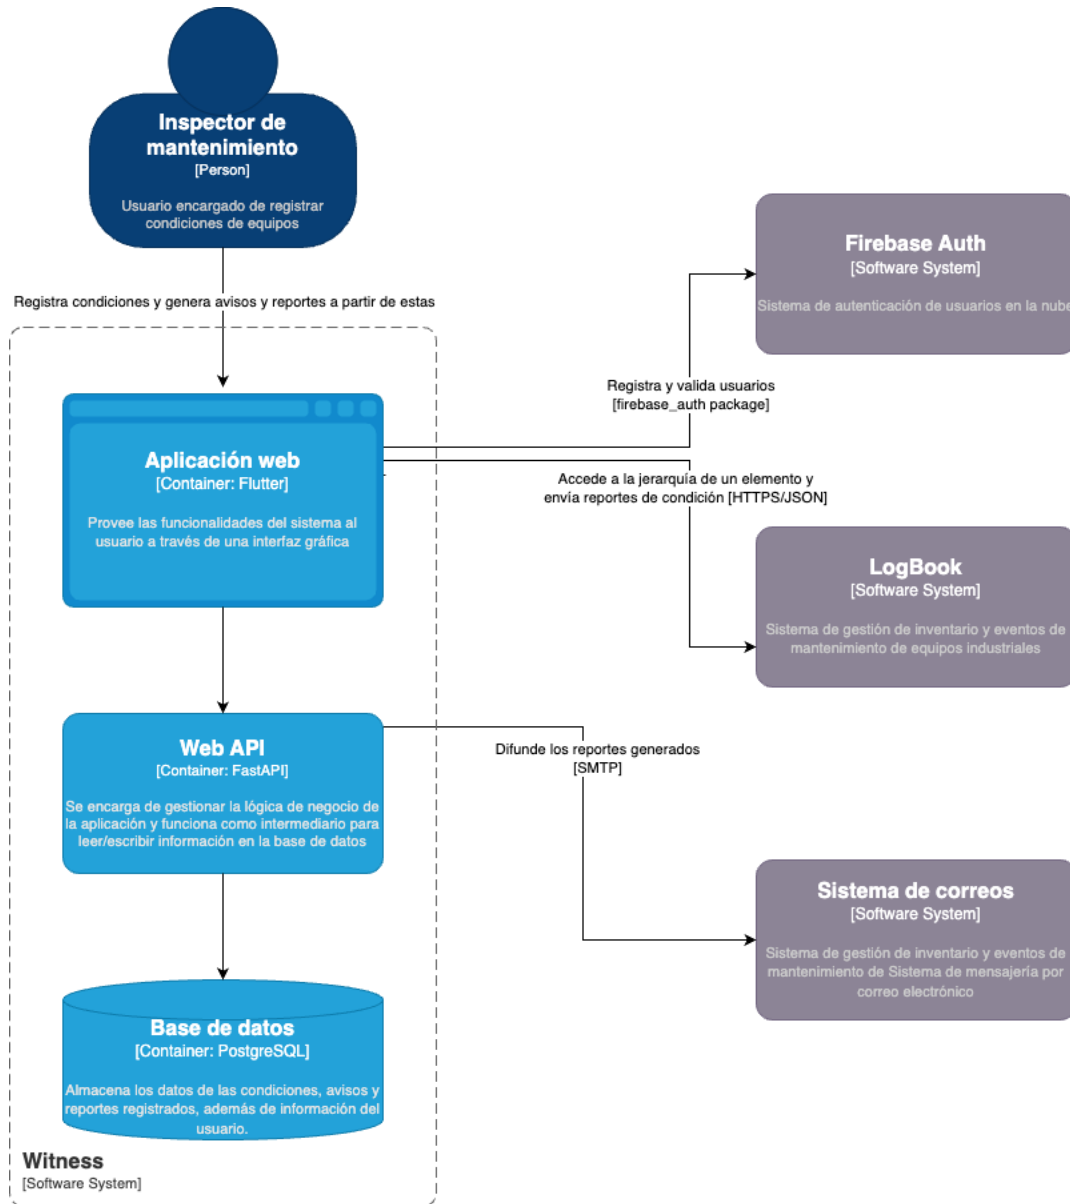 Inspector de
mantenimiento
[Person]
Usuario encargado de registrar
condiciones de equipos
Registra condiciones y genera avisos y reportes a partir de estas
Firebase Auth
[Software System]
Sistema de autenticación de usuarios en la nube
Registra y valida usuarios
[firebase_auth package]
Aplicación web
[Container: Flutter]
Provee las funcionalidades del sistema al
usuario a través de una interfaz gráfica
Accede a la jerarquía de un elemento y
envía reportes de condición [HTTPS/JSON]
LogBook
[Software System]
Sistema de gestión de inventario y eventos de
mantenimiento de equipos industriales
Web API
[Container: FastAPI]
Se encarga de gestionar la lógica de negocio de
la aplicación y funciona como intermediario para
leer/escribir información en la base de datos
Difunde los reportes generados
[SMTP]
Sistema de correos
[Software System]
Sistema de gestión de inventario y eventos de
mantenimiento de Sistema de mensajería por
correo electrónico
Base de datos
[Container: PostgreSQL]
Almacena los datos de las condiciones, avisos y
reportes registrados, además de información del
usuario.
Witness
[Software System]